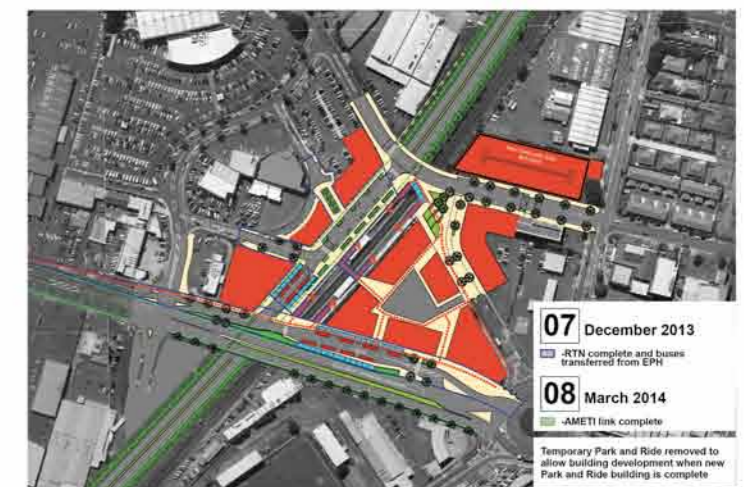 07 December 2013
-RTN complete and buses
transferred from EPH
08 March 2014
-AMETI link complete
Temporary Park and Ride removed to
allow building development when new
Park and Ride building is complete